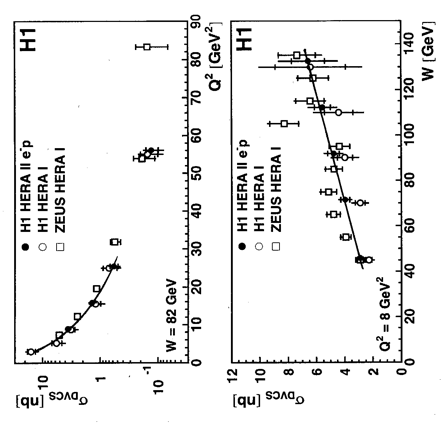 σDVCS [nb]
10
1
10-1
H1
● H1 HERA II e-p
○ H1 HERA I
□ ZEUS HERA I
W = 82 GeV
0 10 20 30 40 50 60 70 80 90
Q2 [GeV2]
σDVCS [nb]
12
10
8
6
4
2
0
H1
● H1 HERA II e-p
○ H1 HERA I
□ ZEUS HERA I
Q2 = 8 GeV2
0 20 40 60 80 100 120 140
W [GeV]